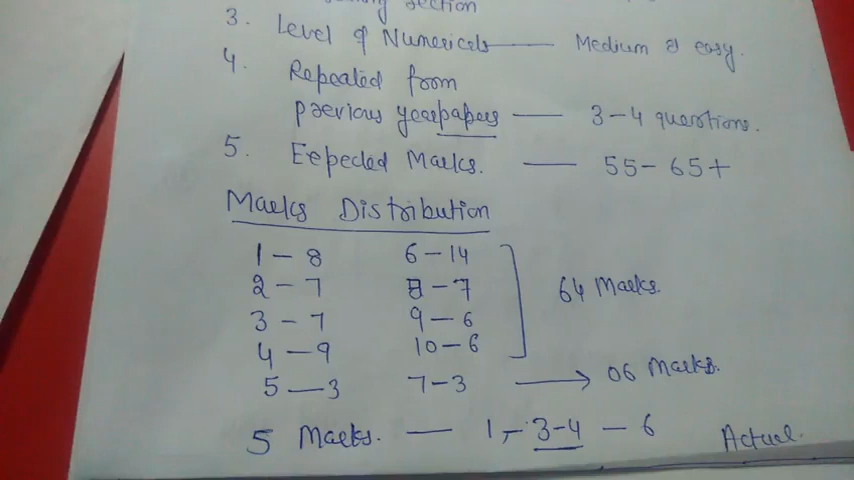 section
3. Level of Numericals —— Medium & easy.
4. Repeated from
previous yearpapers —— 3-4 questions.
5. Eepected Marks. —— 55-65+
Marks Distribution
1-8 6-14
2-7 8-7 64 Marks.
3-7 9-6
4-9 10-6
5-3 7-3 → 06 Marks.
5 Marks. — 1,- 3-4 - 6 Actual.